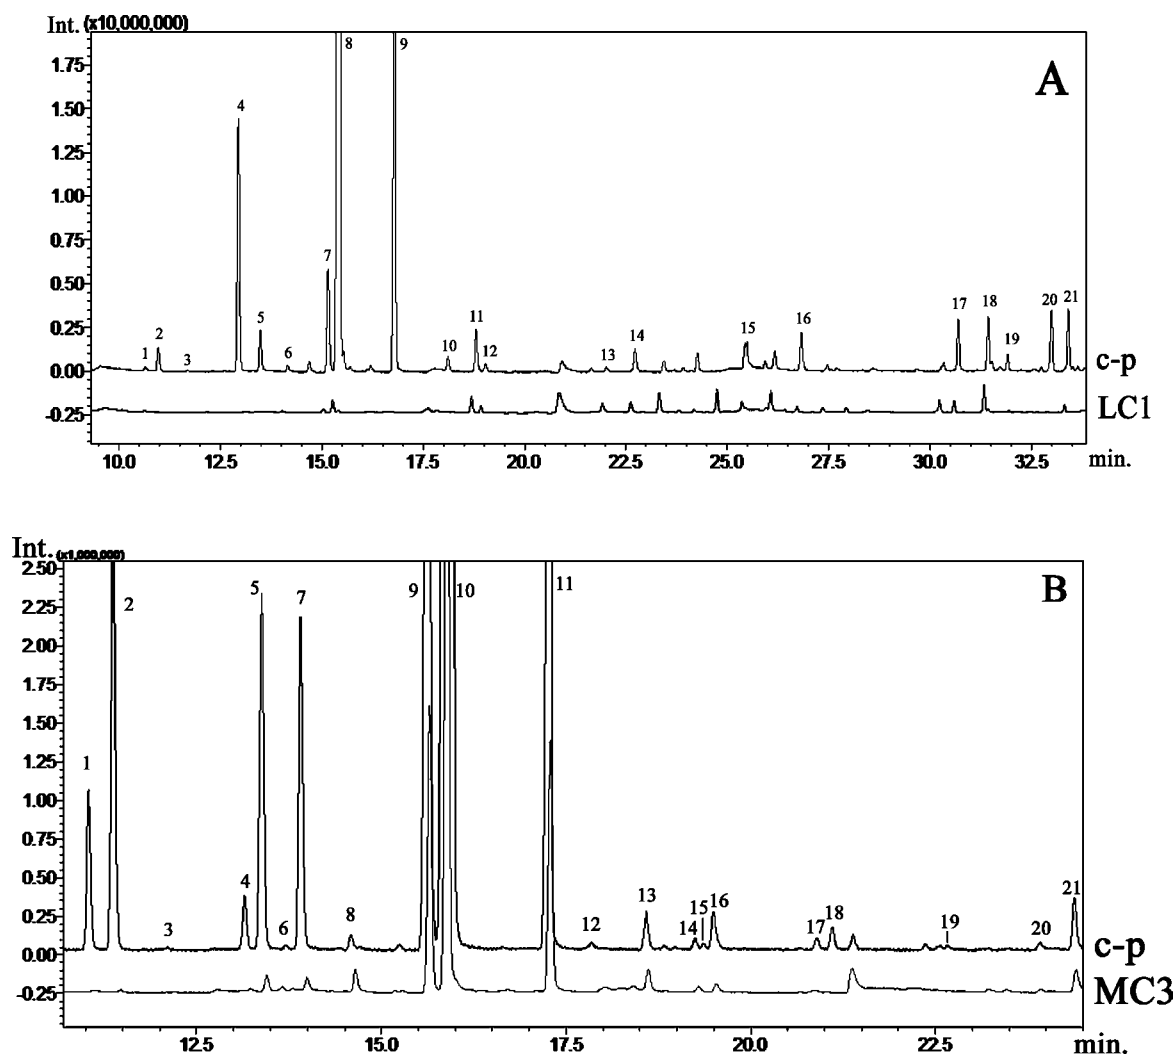 Int. (x10,000,000)
8 9
1.75
A
1.50
4
1.25
1.00
0.75
7
0.50
5 11 17 18 20 21
0.25
2 16
1 3 6 10 12 13 14 15 19
0.00
c-p
-0.25
LC1
10.0 12.5 15.0 17.5 20.0 22.5 25.0 27.5 30.0 32.5 min.
Int. (x1,000,000)
2.50
5 9 10 11 B
2 7
2.25
2.00
1.75
1.50
1
1.25
1.00
0.75
4
0.50
13 15 16 21
0.25
3 6 8 12 14 17 18 19 20
0.00
c-p
-0.25
MC3
12.5 15.0 17.5 20.0 22.5 min.